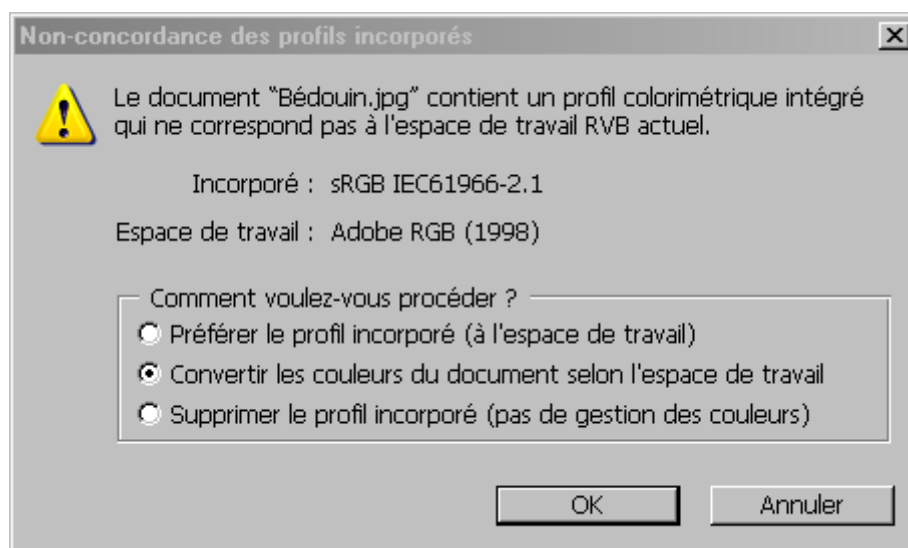 Non-concordance des profils incorporés
Le document "Bédouin.jpg" contient un profil colorimétrique intégré
qui ne correspond pas à l'espace de travail RVB actuel.
Incorporé : sRGB IEC61966-2.1
Espace de travail : Adobe RGB (1998)
Comment voulez-vous procéder ?
Préférer le profil incorporé (à l'espace de travail)
Convertir les couleurs du document selon l'espace de travail
Supprimer le profil incorporé (pas de gestion des couleurs)
OK Annuler